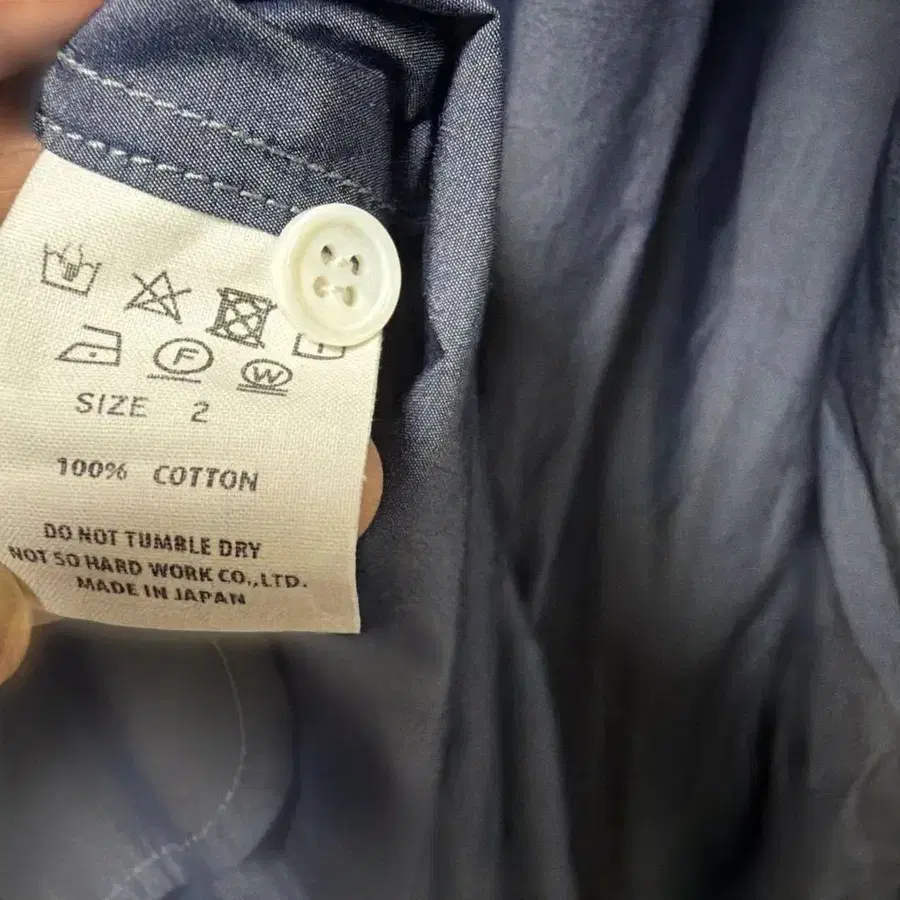 F
W
SIZE 2
100% COTTON
DO NOT TUMBLE DRY
NOT SO HARD WORK CO.,LTD.
MADE IN JAPAN